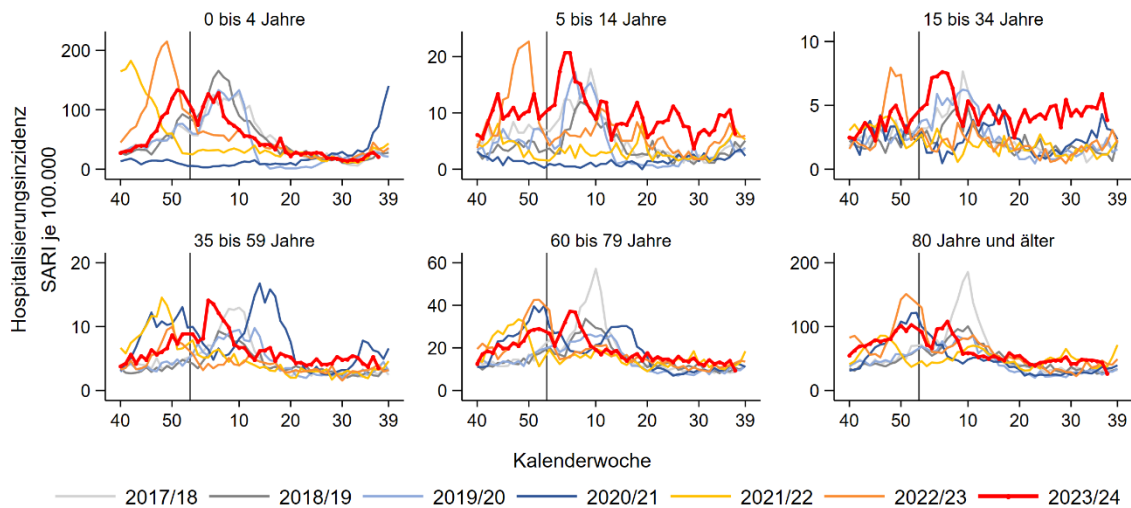 0 bis 4 Jahre
5 bis 14 Jahre
15 bis 34 Jahre
Hospitalisierungsinzidenz
SARI je 100.000
200
100
0
40 50 10 20 30 39
20
10
0
40 50 10 20 30 39
10
5
0
40 50 10 20 30 39
35 bis 59 Jahre
60 bis 79 Jahre
80 Jahre und älter
20
10
0
40 50 10 20 30 39
60
40
20
0
40 50 10 20 30 39
200
100
0
40 50 10 20 30 39
Kalenderwoche
2017/18 2018/19 2019/20 2020/21 2021/22 2022/23 2023/24